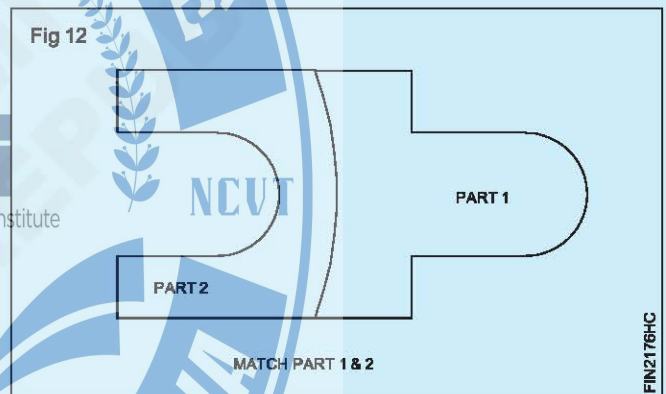 Fig 12
NCVT
nstitute
PART 1
PART 2
MATCH PART 1 & 2
FIN2176HC